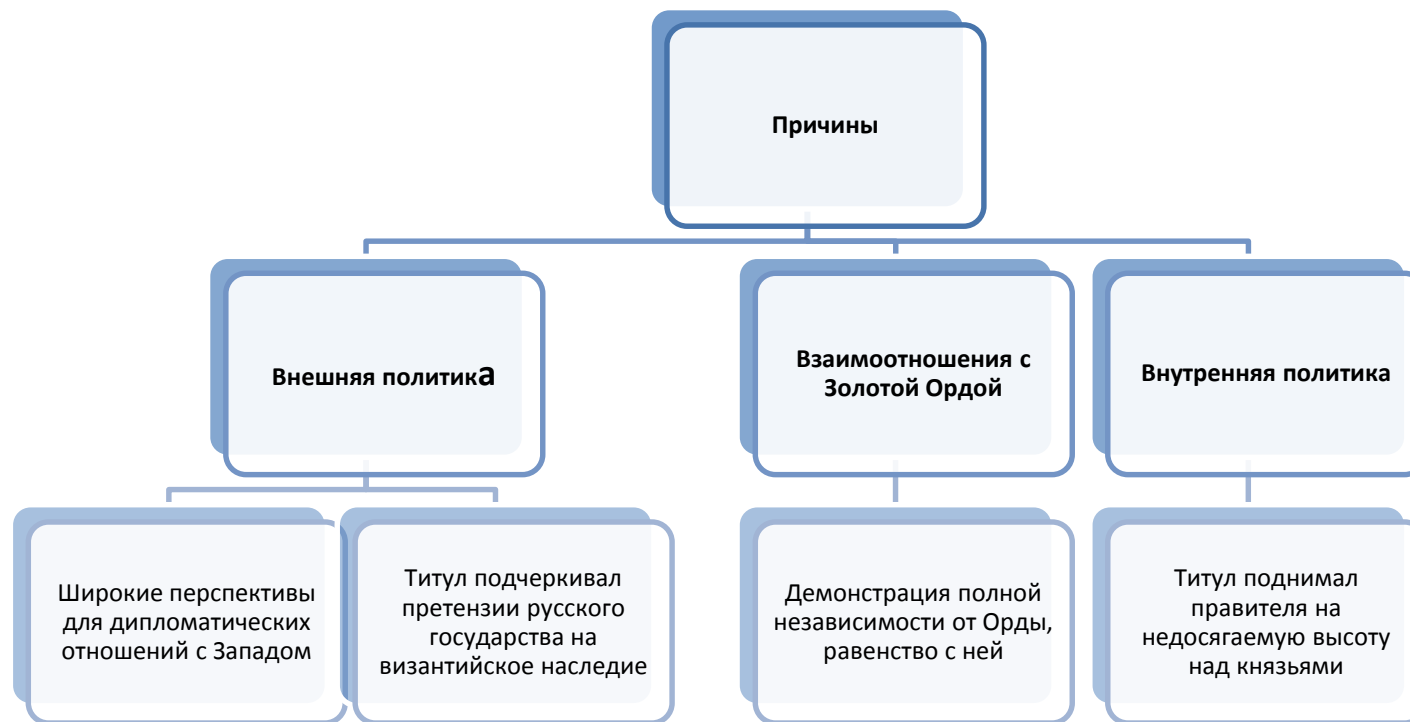 Причины
Внешняя политика
Взаимоотношения с
Золотой Ордой
Внутренняя политика
Широкие перспективы
для дипломатических
отношений с Западом
Титул подчеркивал
претензии русского
государства на
византийское наследие
Демонстрация полной
независимости от Орды,
равенство с ней
Титул поднимал
правителя на
недосягаемую высоту
над князьями